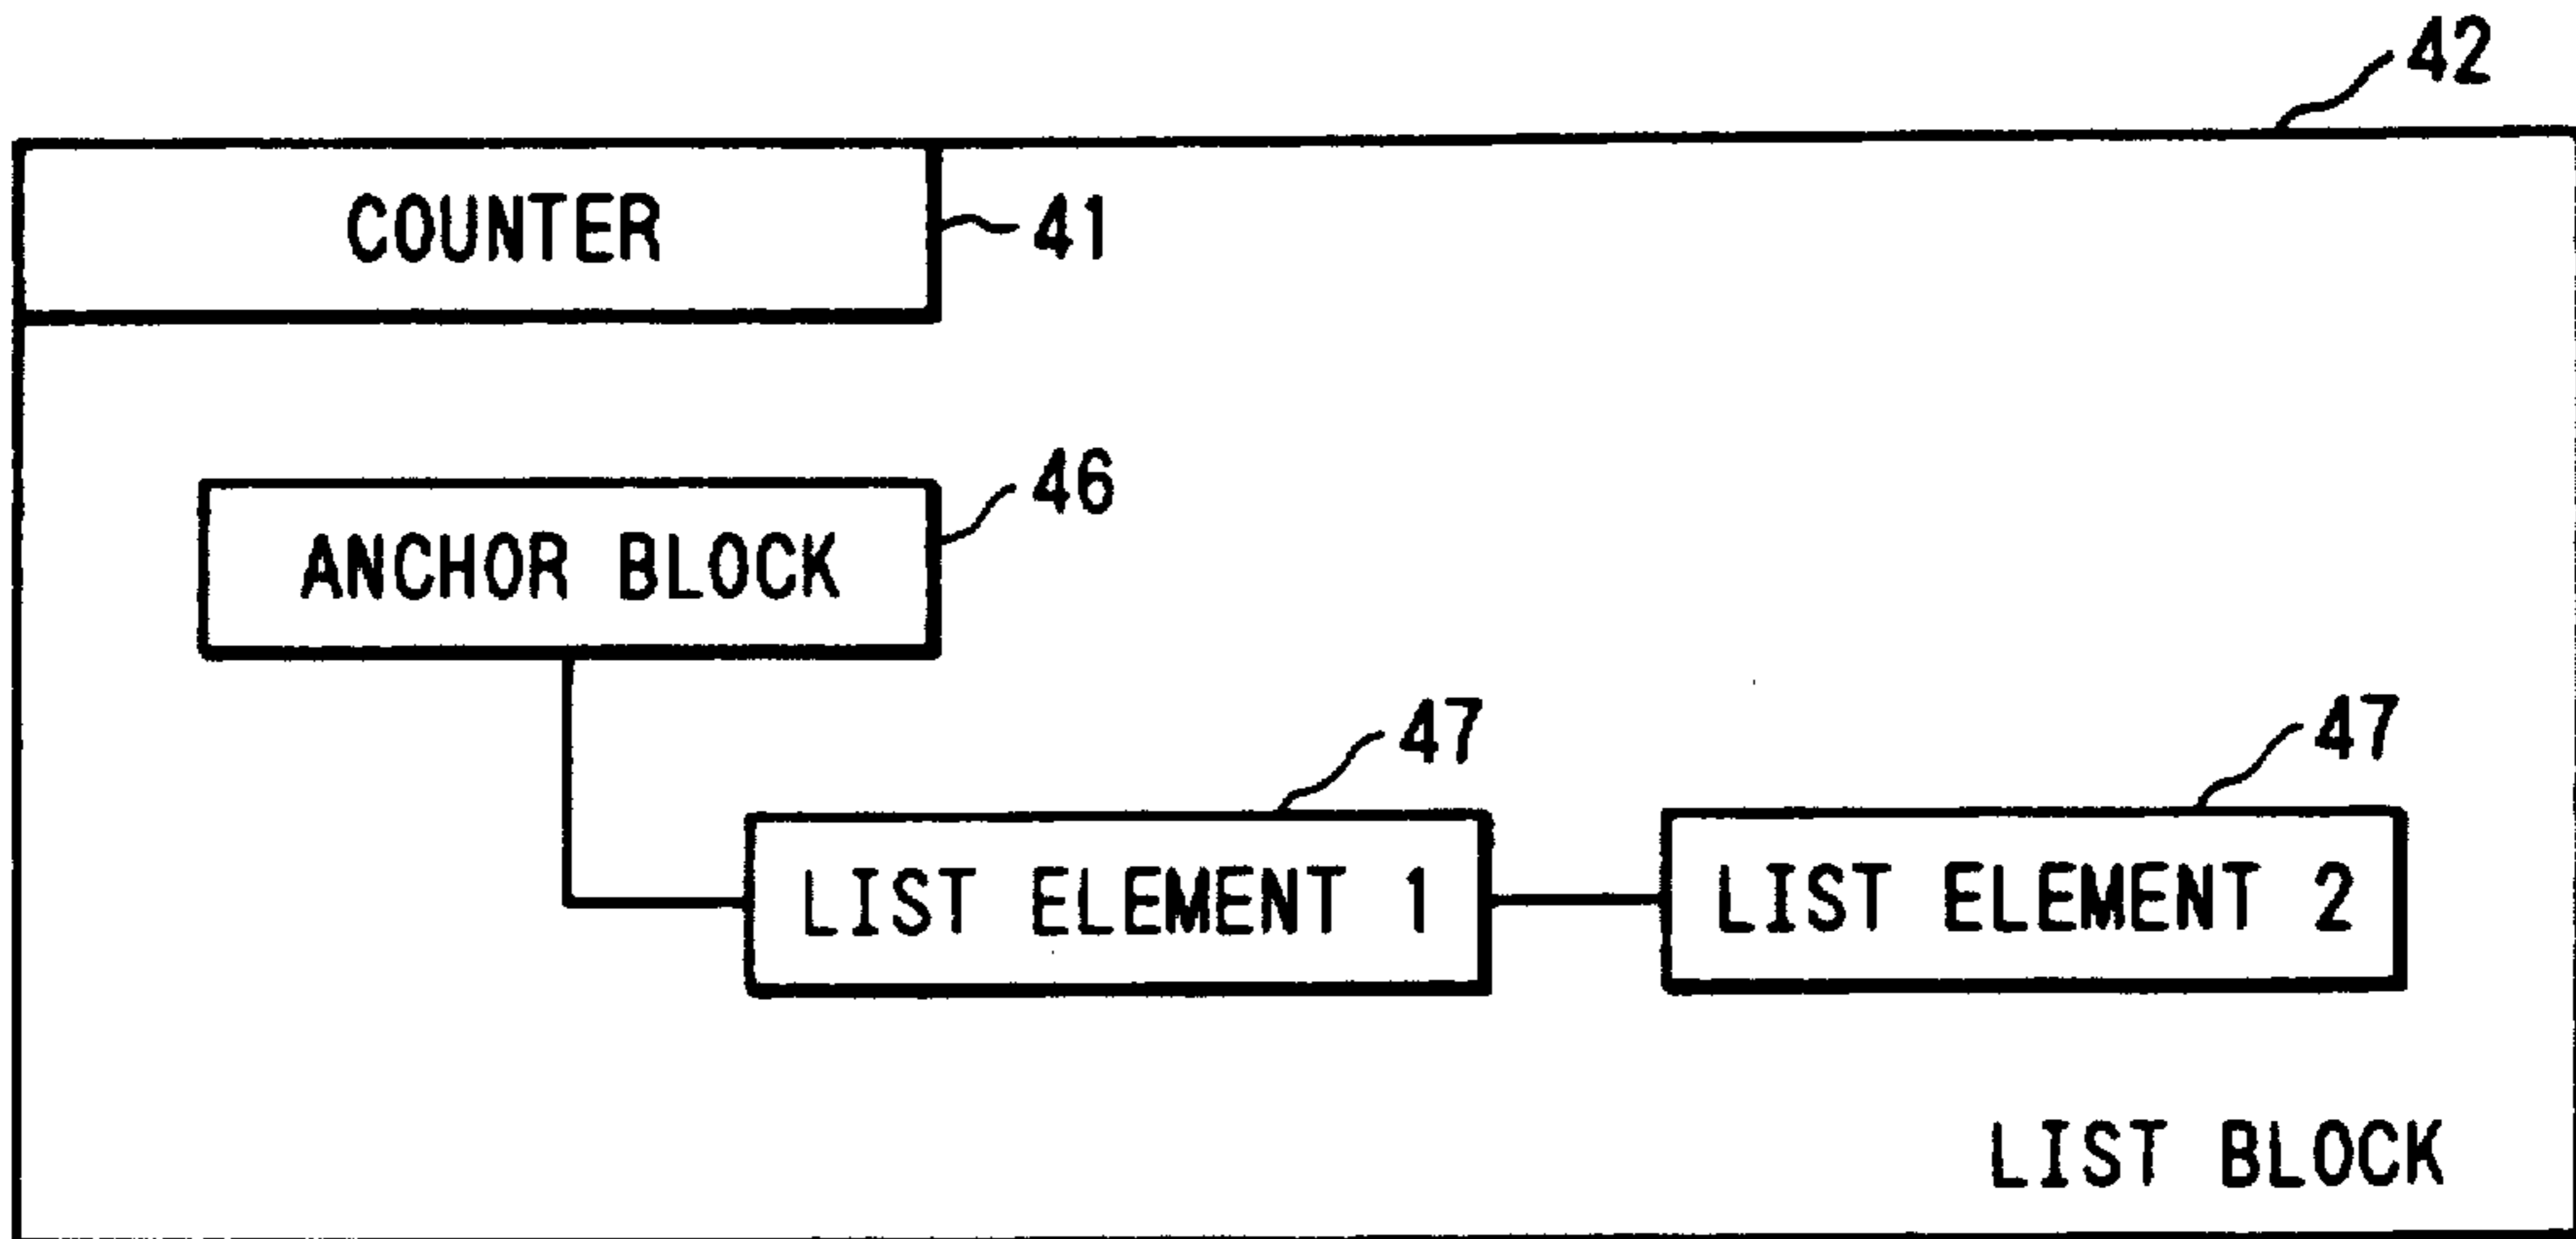 42
COUNTER
41
46
ANCHOR BLOCK
47
47
LIST ELEMENT 1
LIST ELEMENT 2
LIST BLOCK